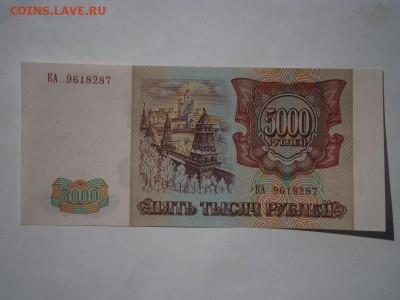 COINS.LAVE.RU
КА 9618287
5000
РУБЛЕЙ
КА 9618287
5000
ПЯТЬ ТЫСЯЧ РУБЛЕЙ